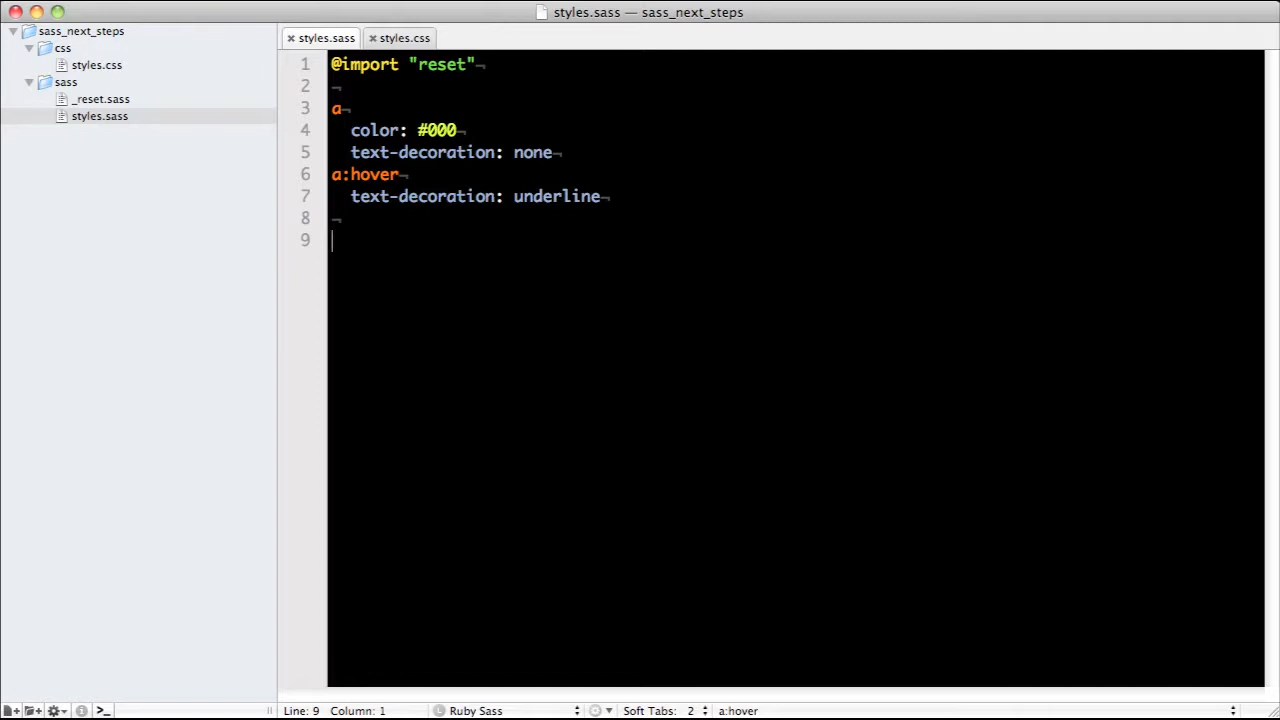 styles.sass — sass_next_steps
sass_next_steps
css
styles.css
sass
_reset.sass
styles.sass
styles.sass
styles.css
1 @import "reset"¬
2 ¬
3 a¬
4 color: #000¬
5 text-decoration: none¬
6 a:hover¬
7 text-decoration: underline¬
8 ¬
9
Line: 9 Column: 1 L Ruby Sass Soft Tabs: 2 a:hover